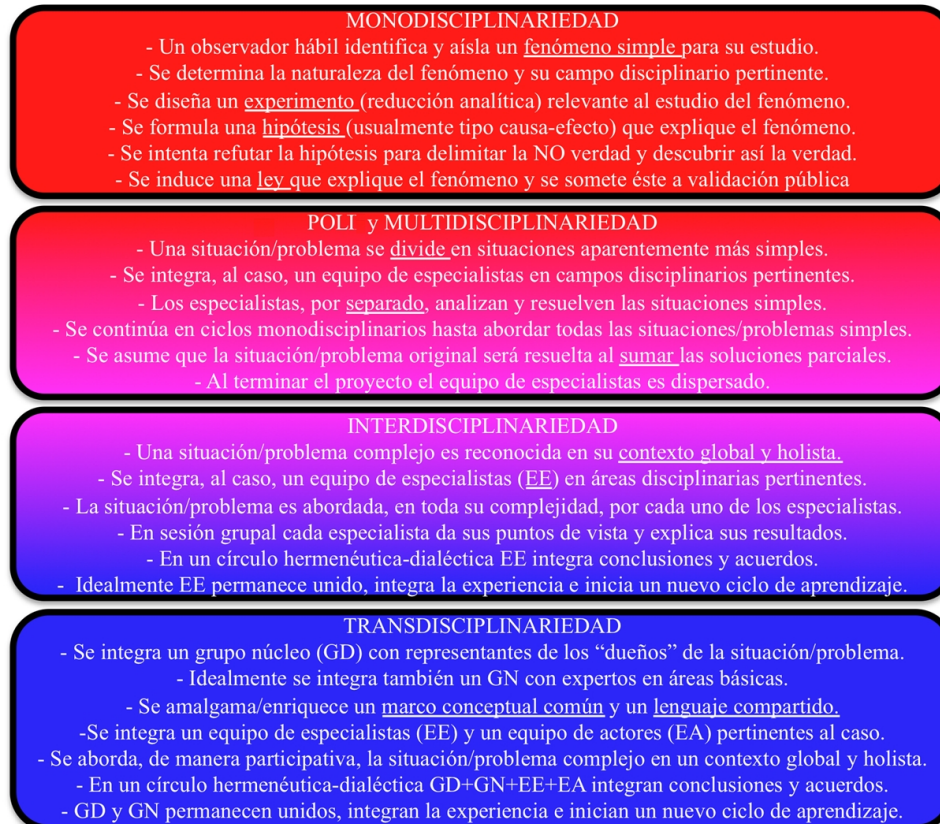 MONODISCIPLINARIEDAD
- Un observador hábil identifica y aísla un fenómeno simple para su estudio.
- Se determina la naturaleza del fenómeno y su campo disciplinario pertinente.
- Se diseña un experimento (reducción analítica) relevante al estudio del fenómeno.
- Se formula una hipótesis (usualmente tipo causa-efecto) que explique el fenómeno.
- Se intenta refutar la hipótesis para delimitar la NO verdad y descubrir así la verdad.
- Se induce una ley que explique el fenómeno y se somete éste a validación pública
POLI y MULTIDISCIPLINARIEDAD
- Una situación/problema se divide en situaciones aparentemente más simples.
- Se integra, al caso, un equipo de especialistas en campos disciplinarios pertinentes.
- Los especialistas, por separado, analizan y resuelven las situaciones simples.
- Se continúa en ciclos monodisciplinarios hasta abordar todas las situaciones/problemas simples.
- Se asume que la situación/problema original será resuelta al sumar las soluciones parciales.
- Al terminar el proyecto el equipo de especialistas es dispersado.
INTERDISCIPLINARIEDAD
- Una situación/problema complejo es reconocida en su contexto global y holista.
- Se integra, al caso, un equipo de especialistas (EE) en áreas disciplinarias pertinentes.
- La situación/problema es abordada, en toda su complejidad, por cada uno de los especialistas.
- En sesión grupal cada especialista da sus puntos de vista y explica sus resultados.
- En un círculo hermenéutica-dialéctica EE integra conclusiones y acuerdos.
- Idealmente EE permanece unido, integra la experiencia e inicia un nuevo ciclo de aprendizaje.
TRANSDISCIPLINARIEDAD
- Se integra un grupo núcleo (GD) con representantes de los “dueños” de la situación/problema.
- Idealmente se integra también un GN con expertos en áreas básicas.
- Se amalgama/enriquece un marco conceptual común y un lenguaje compartido.
-Se integra un equipo de especialistas (EE) y un equipo de actores (EA) pertinentes al caso.
- Se aborda, de manera participativa, la situación/problema complejo en un contexto global y holista.
- En un círculo hermenéutica-dialéctica GD+GN+EE+EA integran conclusiones y acuerdos.
- GD y GN permanecen unidos, integran la experiencia e inician un nuevo ciclo de aprendizaje.